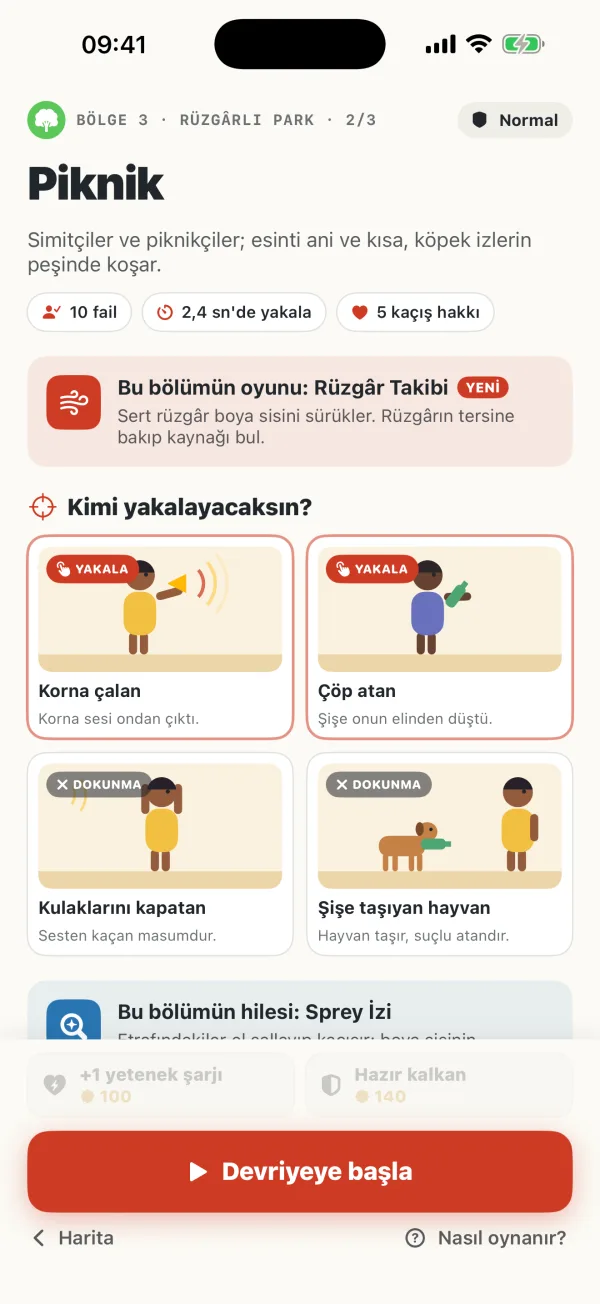 09:41
BÖLGE 3 · RÜZGÂRLI PARK · 2/3
Normal
Piknik
Simitçiler ve piknikçiler; esinti ani ve kısa, köpek izlerin
peşinde koşar.
10 fail
2,4 sn'de yakala
5 kaçış hakkı
Bu bölümün oyunu: Rüzgâr Takibi YENİ
Sert rüzgâr boya sisini sürükler. Rüzgârın tersine
bakıp kaynağı bul.
Kimi yakalayacaksın?
YAKALA
Korna çalan
Korna sesi ondan çıktı.
YAKALA
Çöp atan
Şişe onun elinden düştü.
DOKUNMA
Kulaklarını kapatan
Sesten kaçan masumdur.
DOKUNMA
Şişe taşıyan hayvan
Hayvan taşır, suçlu atandır.
Bu bölümün hilesi: Sprey İzi
+1 yetenek şarjı
100
Hazır kalkan
140
Devriyeye başla
Harita
Nasıl oynanır?